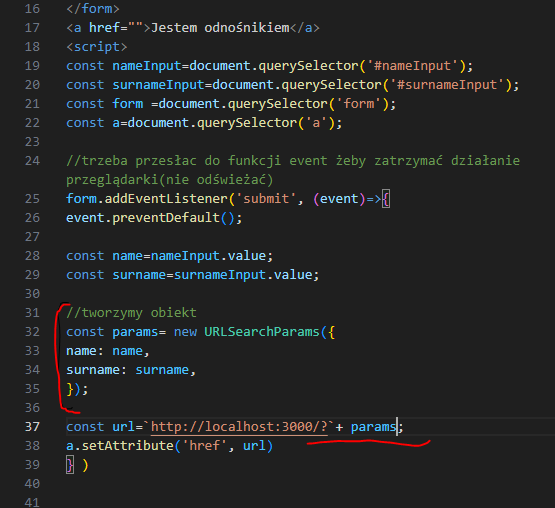 16 </form>
17 <a href="">Jestem odnośnikiem</a>
18 <script>
19 const nameInput=document.querySelector('#nameInput');
20 const surnameInput=document.querySelector('#surnameInput');
21 const form =document.querySelector('form');
22 const a=document.querySelector('a');
23
24 //trzeba przesłac do funkcji event żeby zatrzymać działanie
przeglądarki(nie odświeżać)
25 form.addEventListener('submit', (event)=>{
26 event.preventDefault();
27
28 const name=nameInput.value;
29 const surname=surnameInput.value;
30
31 //tworzymy obiekt
32 const params= new URLSearchParams({
33 name: name,
34 surname: surname,
35 });
36
37 const url=`http://localhost:3000/?`+ params;
38 a.setAttribute('href', url)
39 } )
40
41